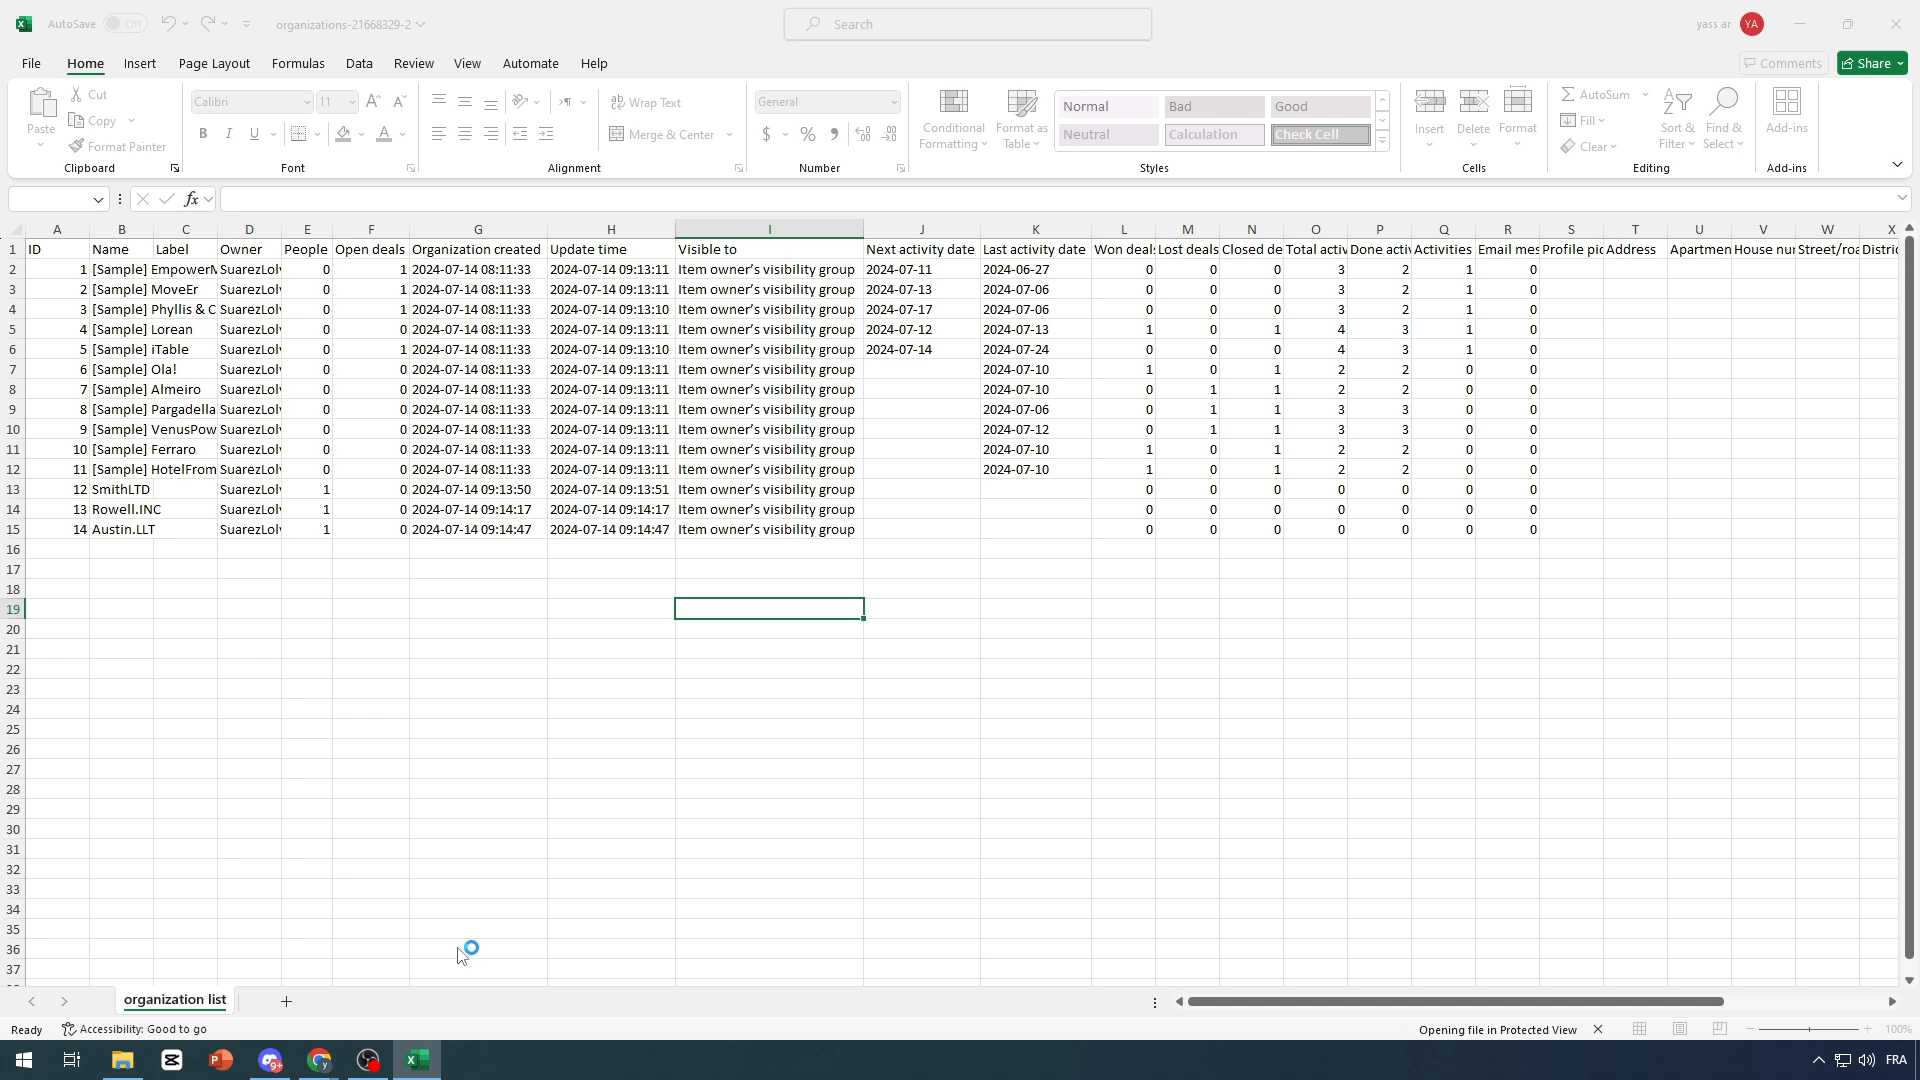 AutoSave Off organizations-21668329-2 Search yass ar YA
File Home Insert Page Layout Formulas Data Review View Automate Help Comments Share
Paste Cut Copy Format Painter Clipboard
Calibri 11 B I U A Font
Wrap Text Merge & Center Alignment
General $ % Number
Conditional Formatting Format as Table Normal Bad Good Neutral Calculation Check Cell Styles
Insert Delete Format Cells
AutoSum Fill Clear Sort & Filter Find & Select Editing
Add-ins Add-ins
fx
A B C D E F G H I J K L M N O P Q R S T U V W X
1 ID Name Label Owner People Open deals Organization created Update time Visible to Next activity date Last activity date Won deal Lost deals Closed de Total activ Done activ Activities Email mes Profile pic Address Apartmen House nu Street/roa Distric
2 1 [Sample] EmpowerM SuarezLol 0 1 2024-07-14 08:11:33 2024-07-14 09:13:11 Item owner's visibility group 2024-07-11 2024-06-27 0 0 0 3 2 1 0
3 2 [Sample] MoveEr SuarezLol 0 1 2024-07-14 08:11:33 2024-07-14 09:13:11 Item owner's visibility group 2024-07-13 2024-07-06 0 0 0 3 2 1 0
4 3 [Sample] Phyllis & C SuarezLol 0 1 2024-07-14 08:11:33 2024-07-14 09:13:10 Item owner's visibility group 2024-07-17 2024-07-06 0 0 0 3 2 1 0
5 4 [Sample] Lorean SuarezLol 0 0 2024-07-14 08:11:33 2024-07-14 09:13:11 Item owner's visibility group 2024-07-12 2024-07-13 1 0 1 4 3 1 0
6 5 [Sample] iTable SuarezLol 0 1 2024-07-14 08:11:33 2024-07-14 09:13:10 Item owner's visibility group 2024-07-14 2024-07-24 0 0 0 4 3 1 0
7 6 [Sample] Ola! SuarezLol 0 0 2024-07-14 08:11:33 2024-07-14 09:13:11 Item owner's visibility group 2024-07-10 1 0 1 2 2 0 0
8 7 [Sample] Almeiro SuarezLol 0 0 2024-07-14 08:11:33 2024-07-14 09:13:11 Item owner's visibility group 2024-07-10 0 1 1 2 2 0 0
9 8 [Sample] Pargadella SuarezLol 0 0 2024-07-14 08:11:33 2024-07-14 09:13:11 Item owner's visibility group 2024-07-06 0 1 1 3 3 0 0
10 9 [Sample] VenusPow SuarezLol 0 0 2024-07-14 08:11:33 2024-07-14 09:13:11 Item owner's visibility group 2024-07-12 0 1 1 3 3 0 0
11 10 [Sample] Ferraro SuarezLol 0 0 2024-07-14 08:11:33 2024-07-14 09:13:11 Item owner's visibility group 2024-07-10 1 0 1 2 2 0 0
12 11 [Sample] HotelFrom SuarezLol 0 0 2024-07-14 08:11:33 2024-07-14 09:13:11 Item owner's visibility group 2024-07-10 1 0 1 2 2 0 0
13 12 SmithLTD SuarezLol 1 0 2024-07-14 09:13:50 2024-07-14 09:13:51 Item owner's visibility group 0 0 0 0 0 0 0
14 13 Rowell.INC SuarezLol 1 0 2024-07-14 09:14:17 2024-07-14 09:14:17 Item owner's visibility group 0 0 0 0 0 0 0
15 14 Austin.LLT SuarezLol 1 0 2024-07-14 09:14:47 2024-07-14 09:14:47 Item owner's visibility group 0 0 0 0 0 0 0
16
17
18
19
20
21
22
23
24
25
26
27
28
29
30
31
32
33
34
35
36
37
organization list
Ready Accessibility: Good to go Opening file in Protected View 100%
9+ FRA